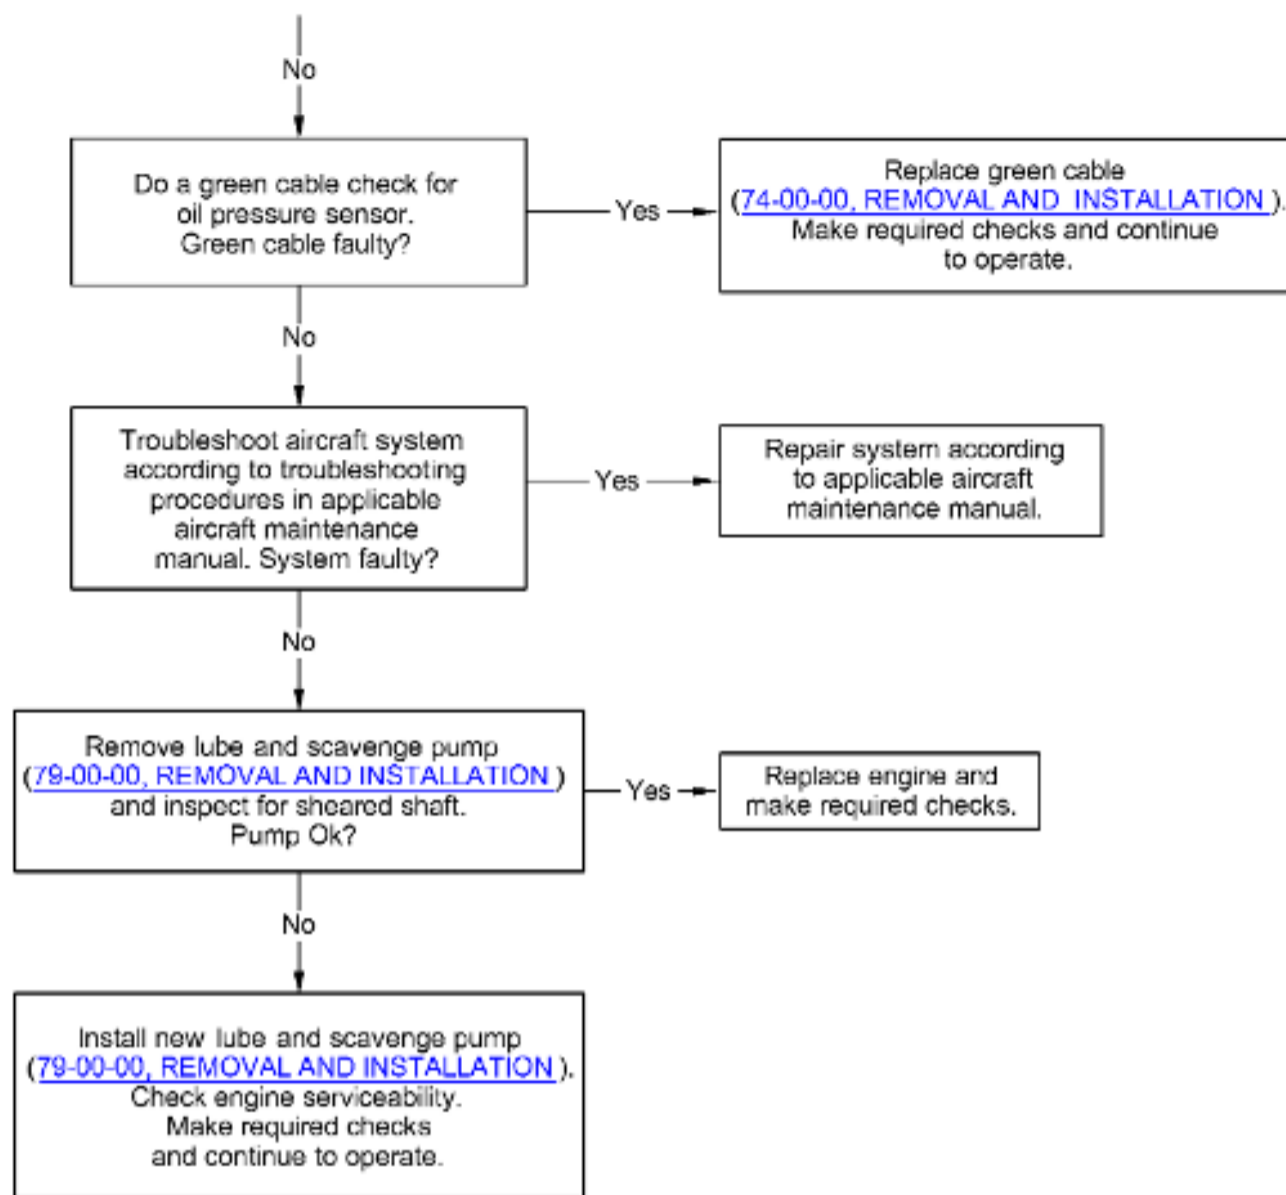 No
Do a green cable check for
oil pressure sensor.
Green cable faulty?
Yes
Replace green cable
(74-00-00, REMOVAL AND INSTALLATION ).
Make required checks and continue
to operate.
No
Troubleshoot aircraft system
according to troubleshooting
procedures in applicable
aircraft maintenance
manual. System faulty?
Yes
Repair system according
to applicable aircraft
maintenance manual.
No
Remove lube and scavenge pump
(79-00-00, REMOVAL AND INSTALLATION )
and inspect for sheared shaft.
Pump Ok?
Yes
Replace engine and
make required checks.
No
Install new lube and scavenge pump
(79-00-00, REMOVAL AND INSTALLATION ).
Check engine serviceability.
Make required checks
and continue to operate.